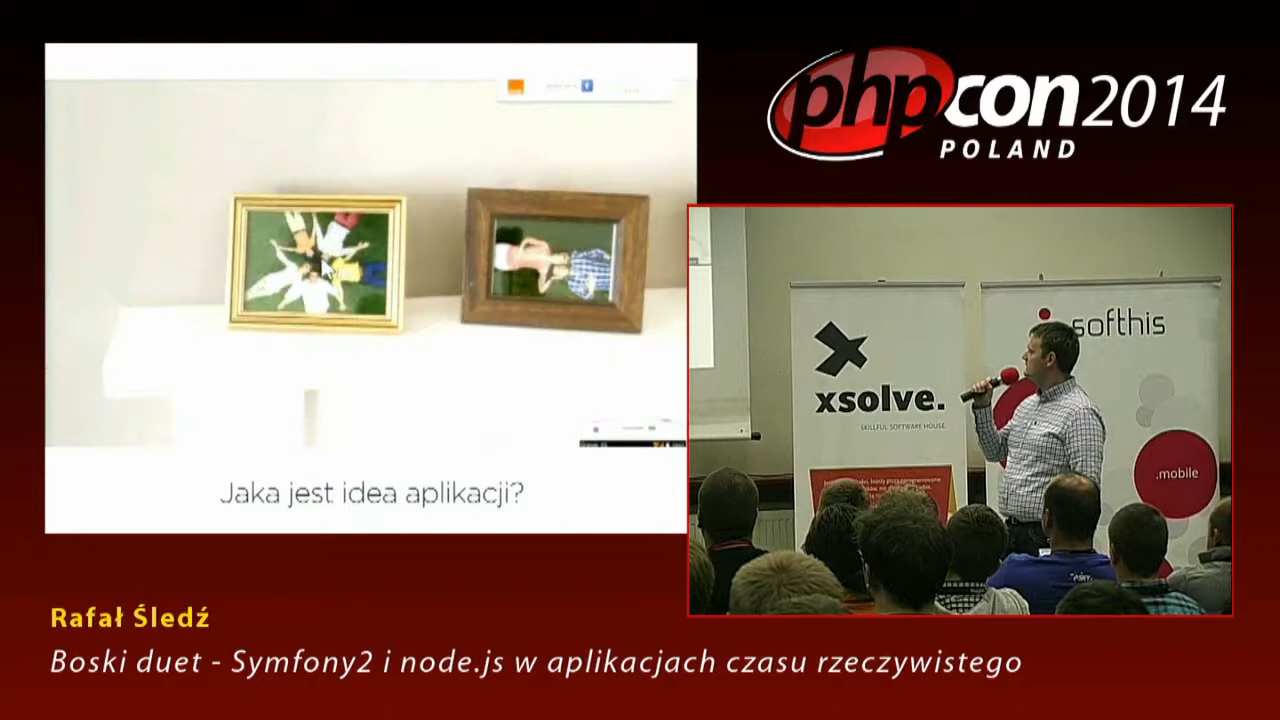 phpcon2014
POLAND
Jaka jest idea aplikacji?
xsolve.
SKILLFUL SOFTWARE HOUSE
softhis
.mobile
Rafał Śledź
Boski duet - Symfony2 i node.js w aplikacjach czasu rzeczywistego